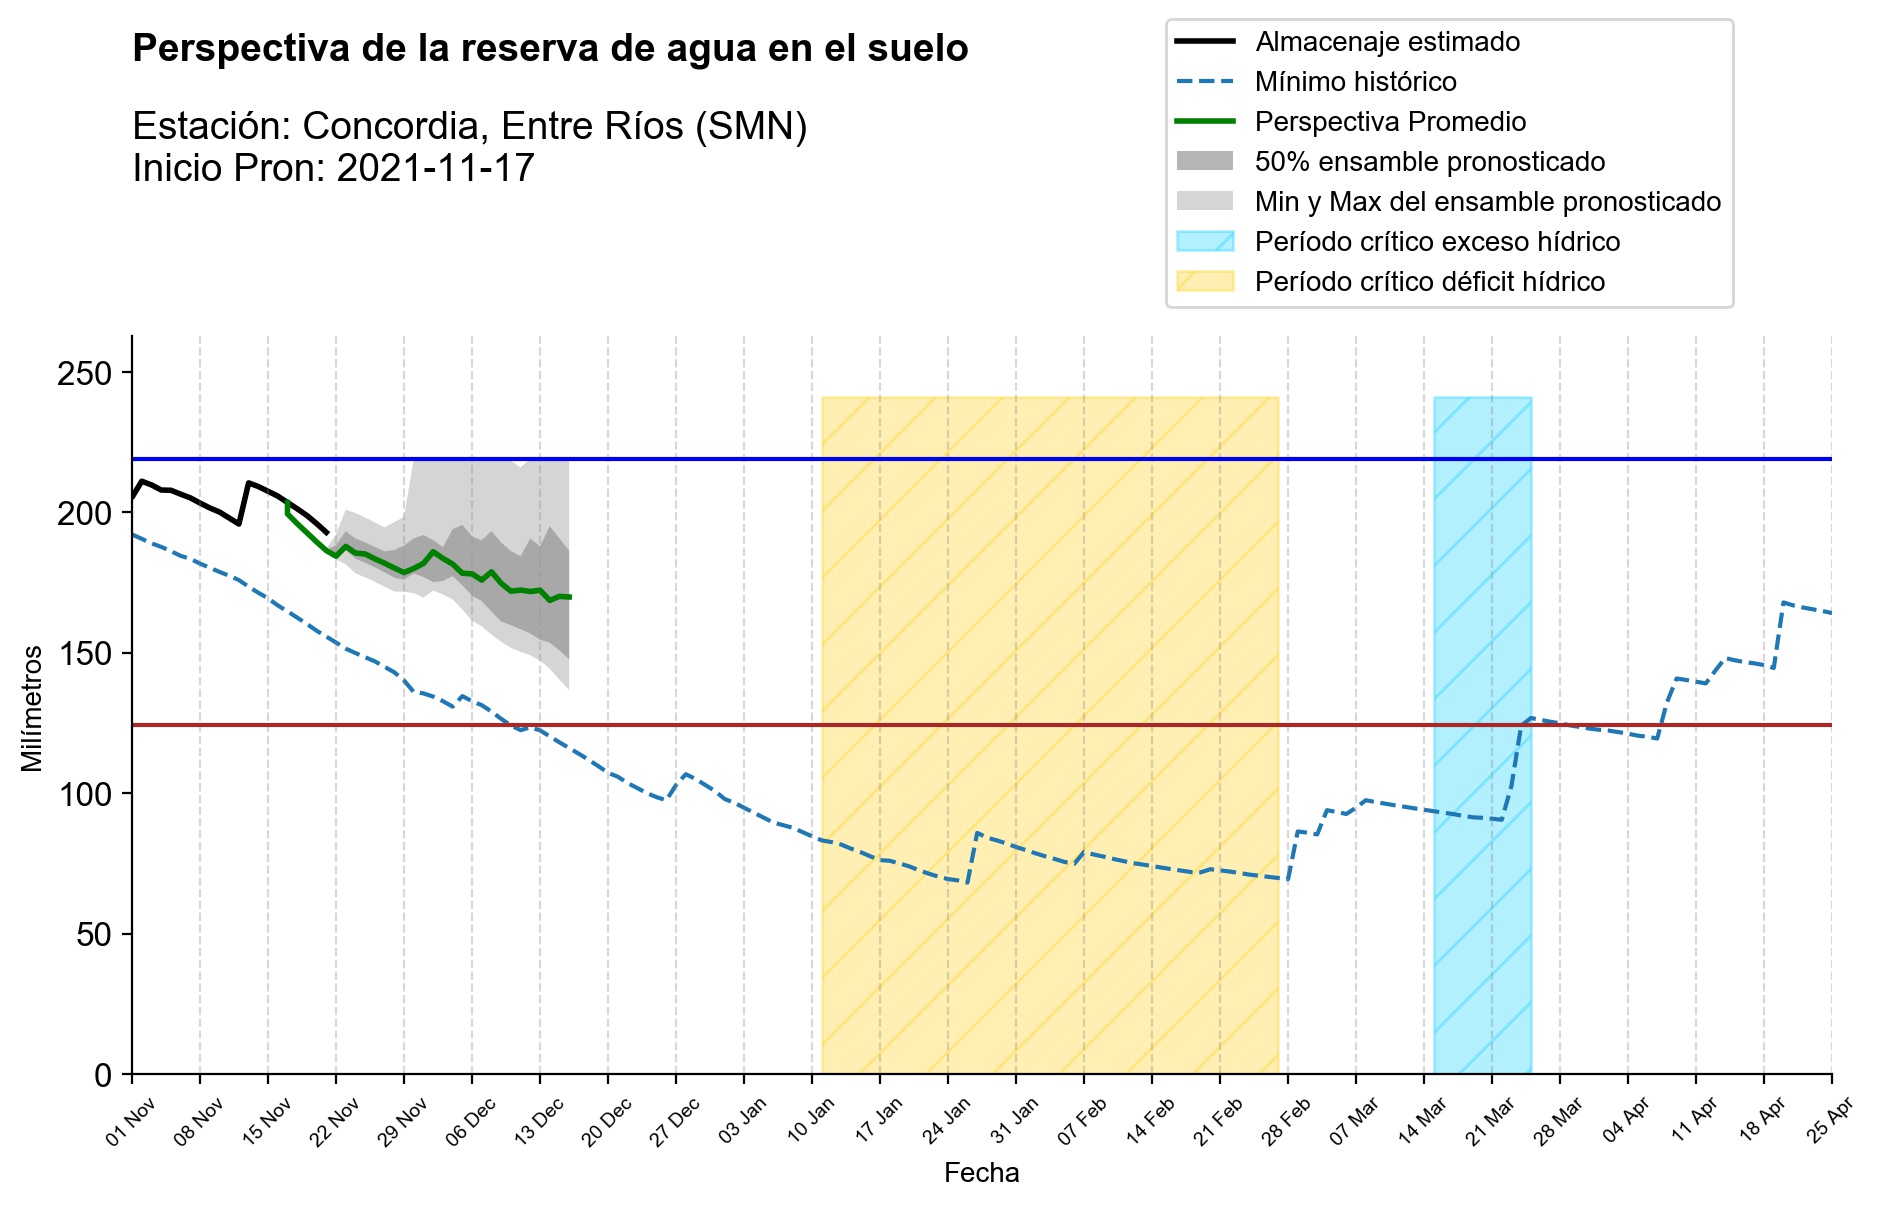 Perspectiva de la reserva de agua en el suelo
Estación: Concordia, Entre Ríos (SMN)
Inicio Pron: 2021-11-17
Almacenaje estimado
Mínimo histórico
Perspectiva Promedio
50% ensamble pronosticado
Min y Max del ensamble pronosticado
Período crítico exceso hídrico
Período crítico déficit hídrico
250
200
150
100
50
0
Milímetros
01 Nov
08 Nov
15 Nov
22 Nov
29 Nov
06 Dec
13 Dec
20 Dec
27 Dec
03 Jan
10 Jan
17 Jan
24 Jan
31 Jan
07 Feb
14 Feb
21 Feb
28 Feb
07 Mar
14 Mar
21 Mar
28 Mar
04 Apr
11 Apr
18 Apr
25 Apr
Fecha